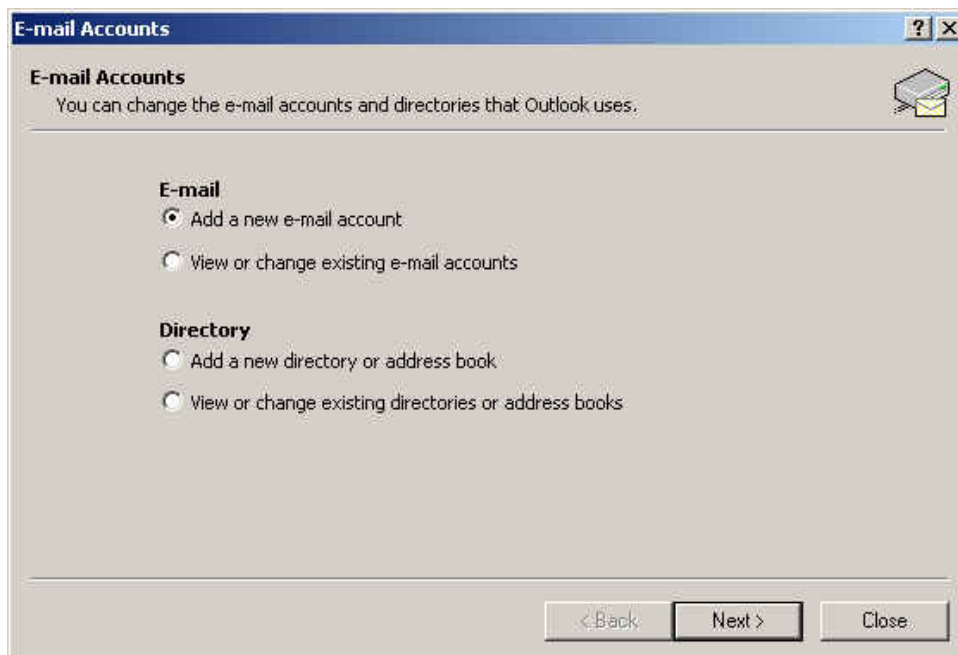 E-mail Accounts
E-mail Accounts
You can change the e-mail accounts and directories that Outlook uses.
E-mail
Add a new e-mail account
View or change existing e-mail accounts
Directory
Add a new directory or address book
View or change existing directories or address books
< Back Next > Close